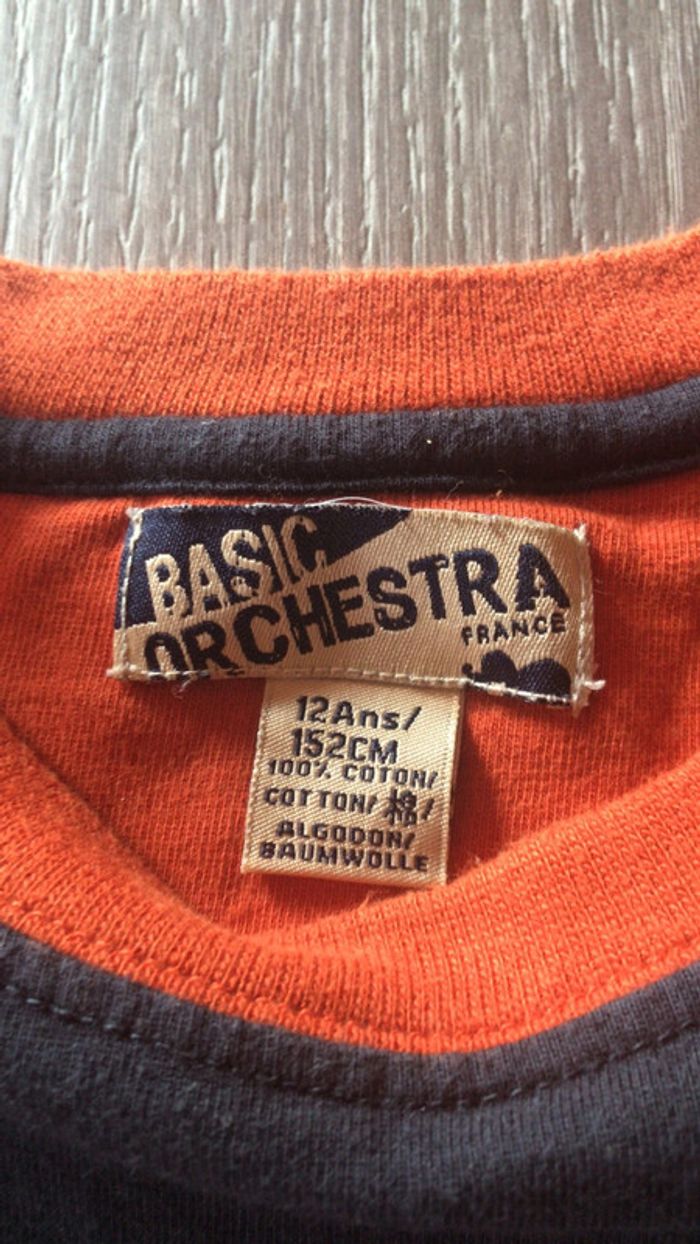 BASIC
ORCHESTRA
FRANCE
12Ans/
152CM
100% COTON/
COTTON/ 棉/
ALGODON/
BAUMWOLLE